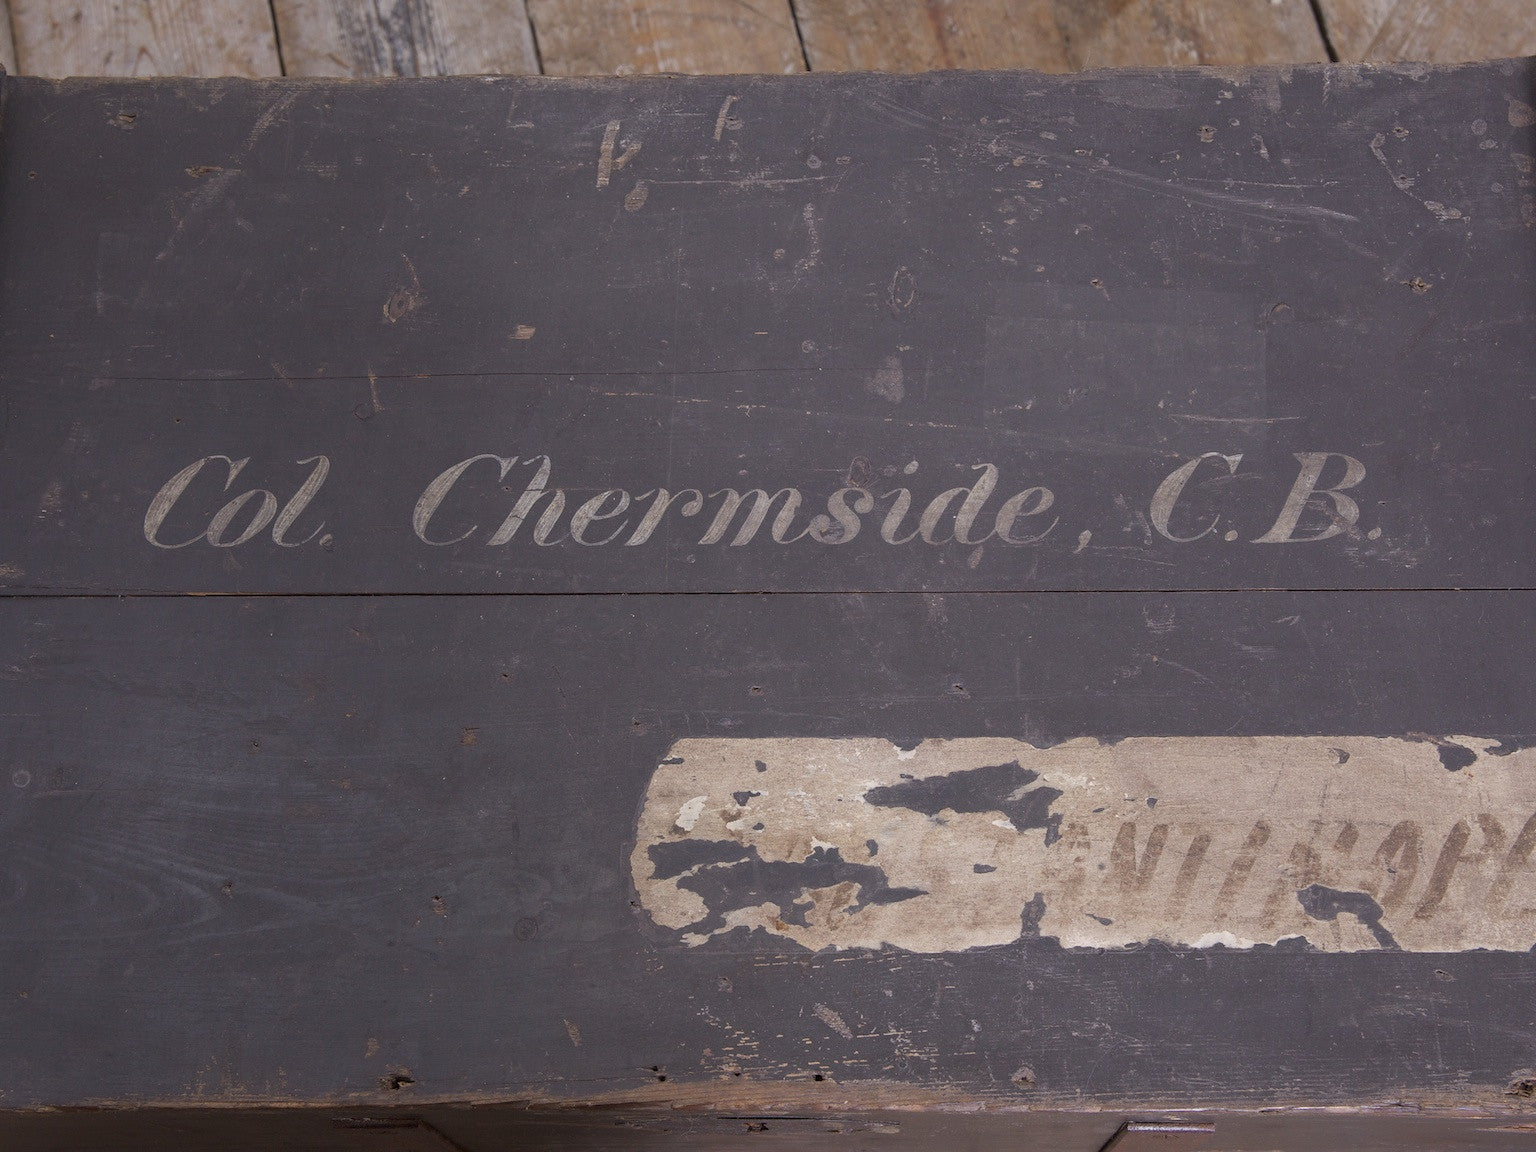 Col. Chermside, C.B.